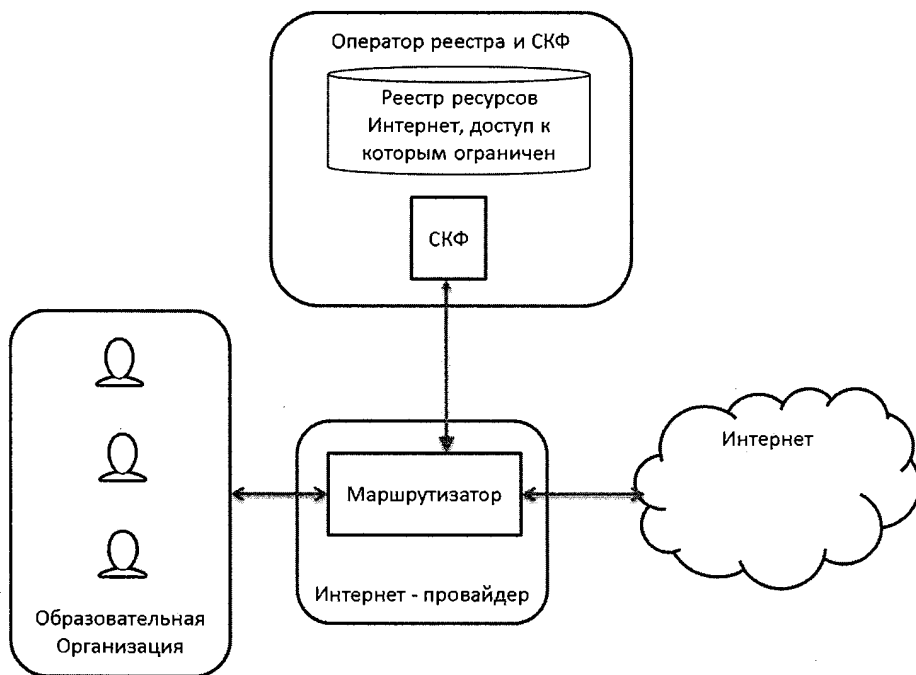 Оператор реестра и СКФ
Реестр ресурсов
Интернет, доступ к
которым ограничен
СКФ
Интернет
Маршрутизатор
Интернет - провайдер
Образовательная
Организация